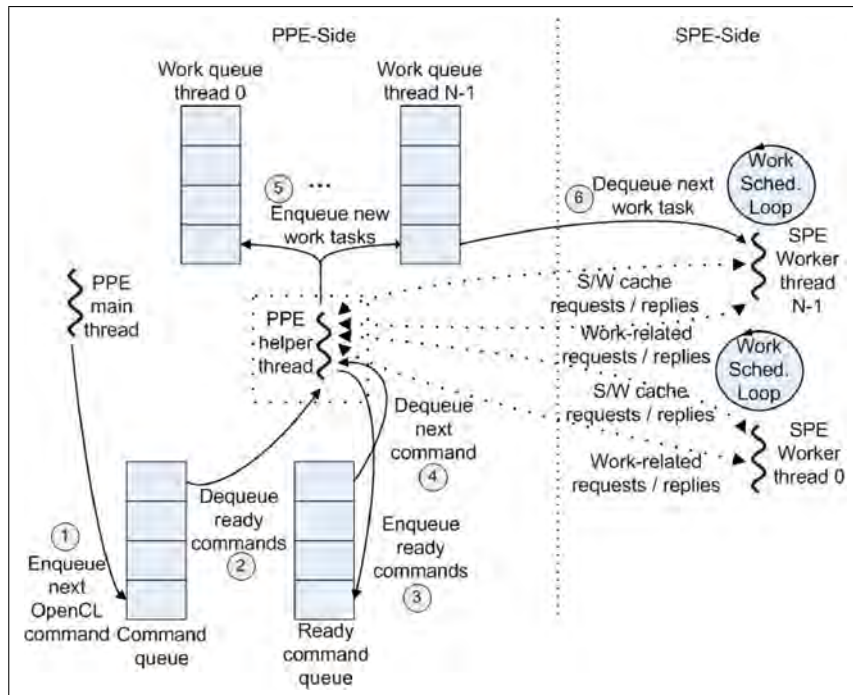 PPE-Side
SPE-Side
Work queue
thread 0
Work queue
thread N-1
5
...
Enqueue new
work tasks
6
Dequeue next
work task
Work
Sched.
Loop
SPE
Worker
thread
N-1
PPE
main
thread
PPE
helper
thread
S/W cache
requests / replies
Work-related
requests / replies
Work
Sched.
Loop
S/W cache
requests / replies
SPE
Worker
thread 0
Work-related
requests / replies
Dequeue
next
command
4
Dequeue
ready
commands
2
Enqueue
ready
commands
3
1
Enqueue
next
OpenCL
command
Command
queue
Ready
command
queue